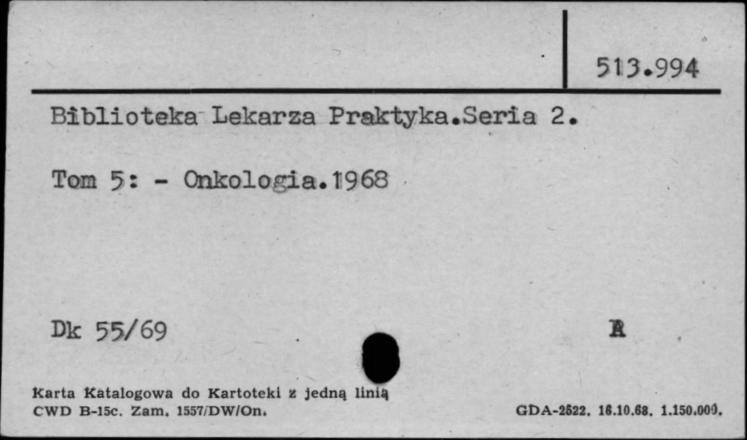 513.994
Biblioteka Lekarza Praktyka.Seria 2.
Tom 5: - Onkologia.1968
Dk 55/69
Karta Katalogowa do Kartoteki z jedną linią
CWD B-15c. Zam. 1557/DW/On.
GDA-2522. 16.10.68. 1.150.000.